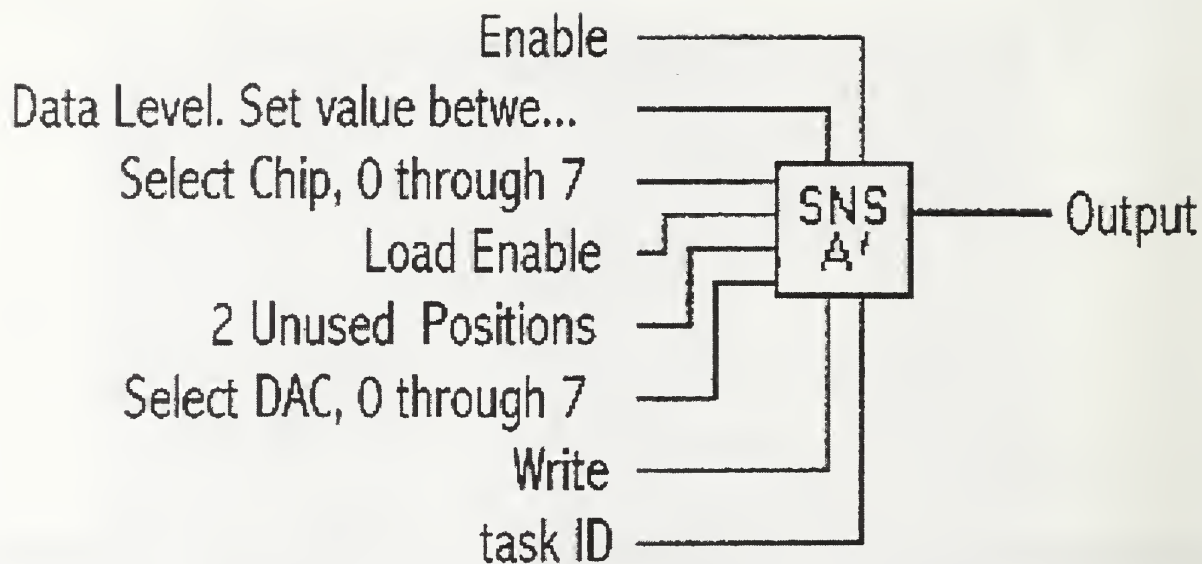 Enable
Data Level. Set value betwe...
Select Chip, 0 through 7
Load Enable
2 Unused Positions
Select DAC, 0 through 7
Write
task ID
SNS
A'
Output